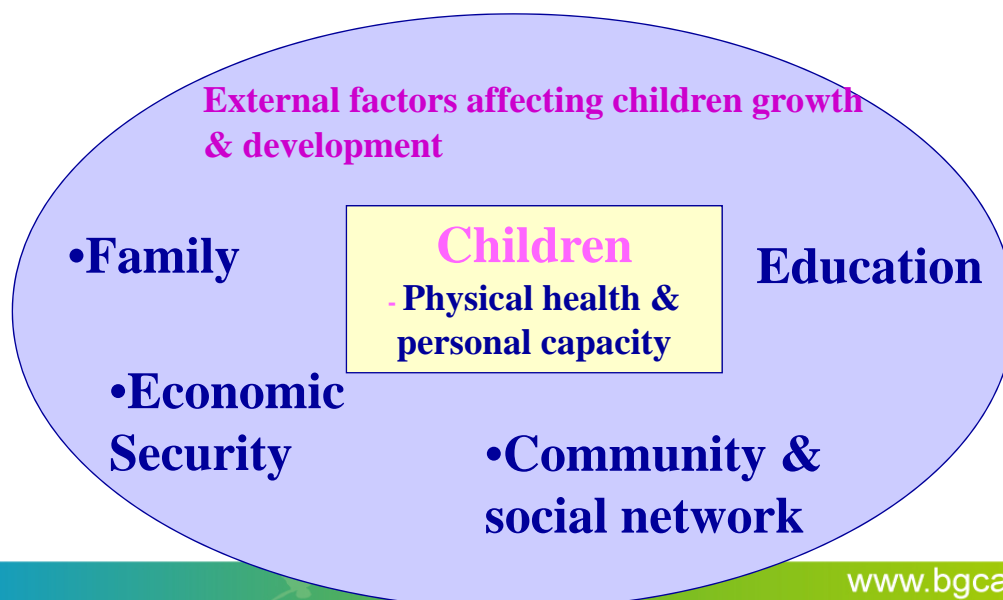 External factors affecting children growth
& development
•Family
Children
- Physical health &
personal capacity
Education
•Economic
Security
•Community &
social network
www.bgca